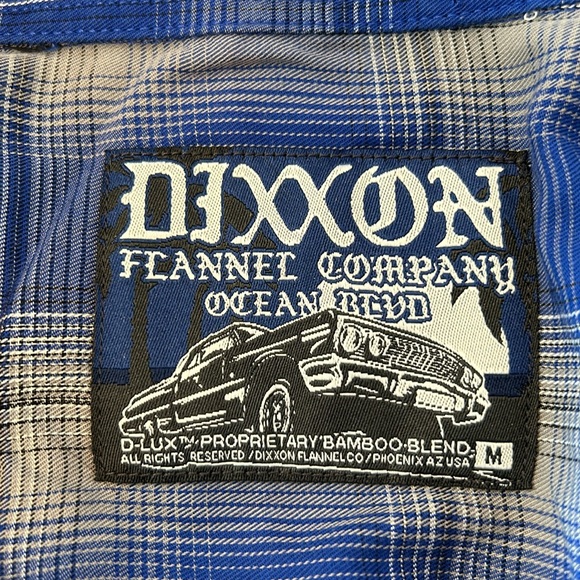 DIXXON
FLANNEL COMPANY
OCEAN BLVD
D-LUX™ PROPRIETARY BAMBOO BLEND
ALL RIGHTS RESERVED / DIXXON FLANNEL CO / PHOENIX AZ USA
M